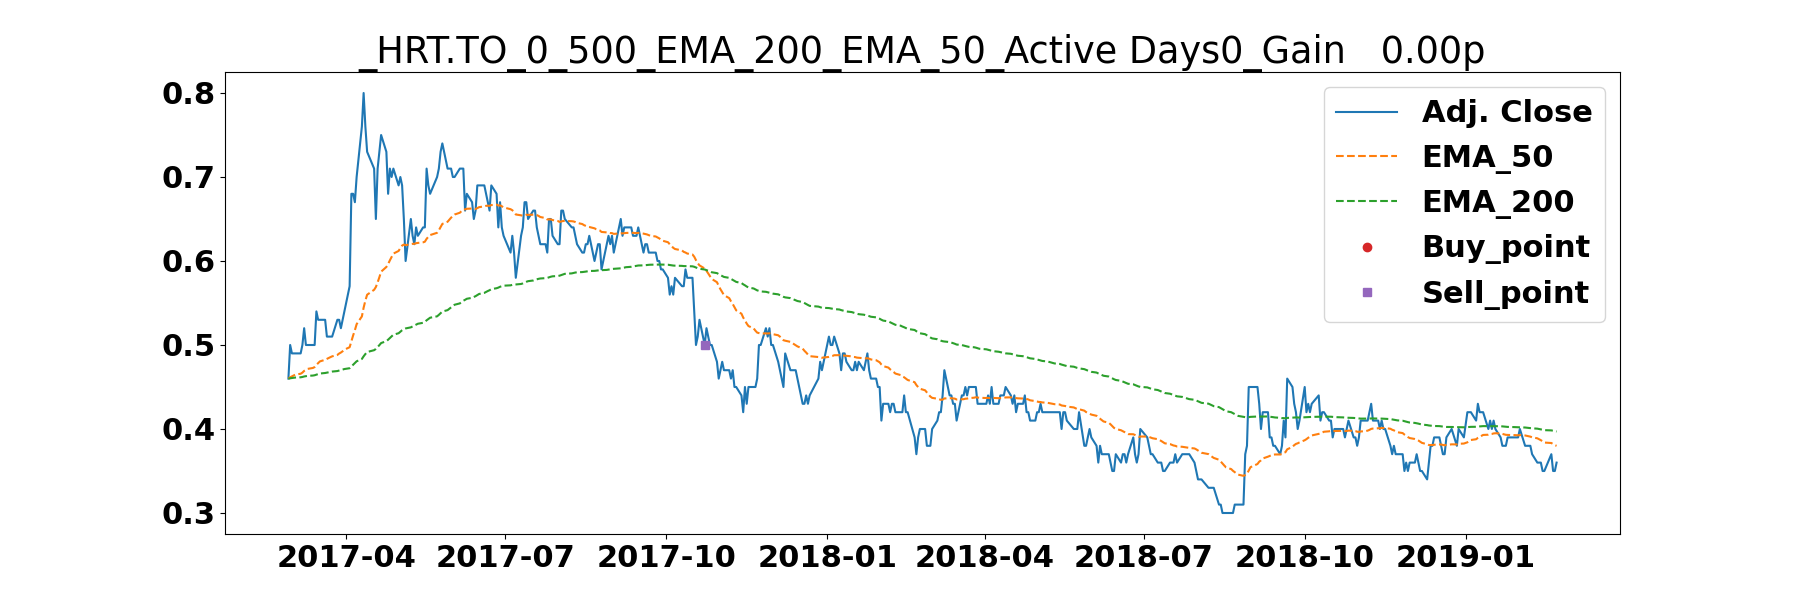 _HRT.TO_0_500_EMA_200_EMA_50_Active Days0_Gain   0.00p
0.8
0.7
0.6
0.5
0.4
0.3
Adj. Close
EMA_50
EMA_200
Buy_point
Sell_point
2017-04 2017-07 2017-10 2018-01 2018-04 2018-07 2018-10 2019-01